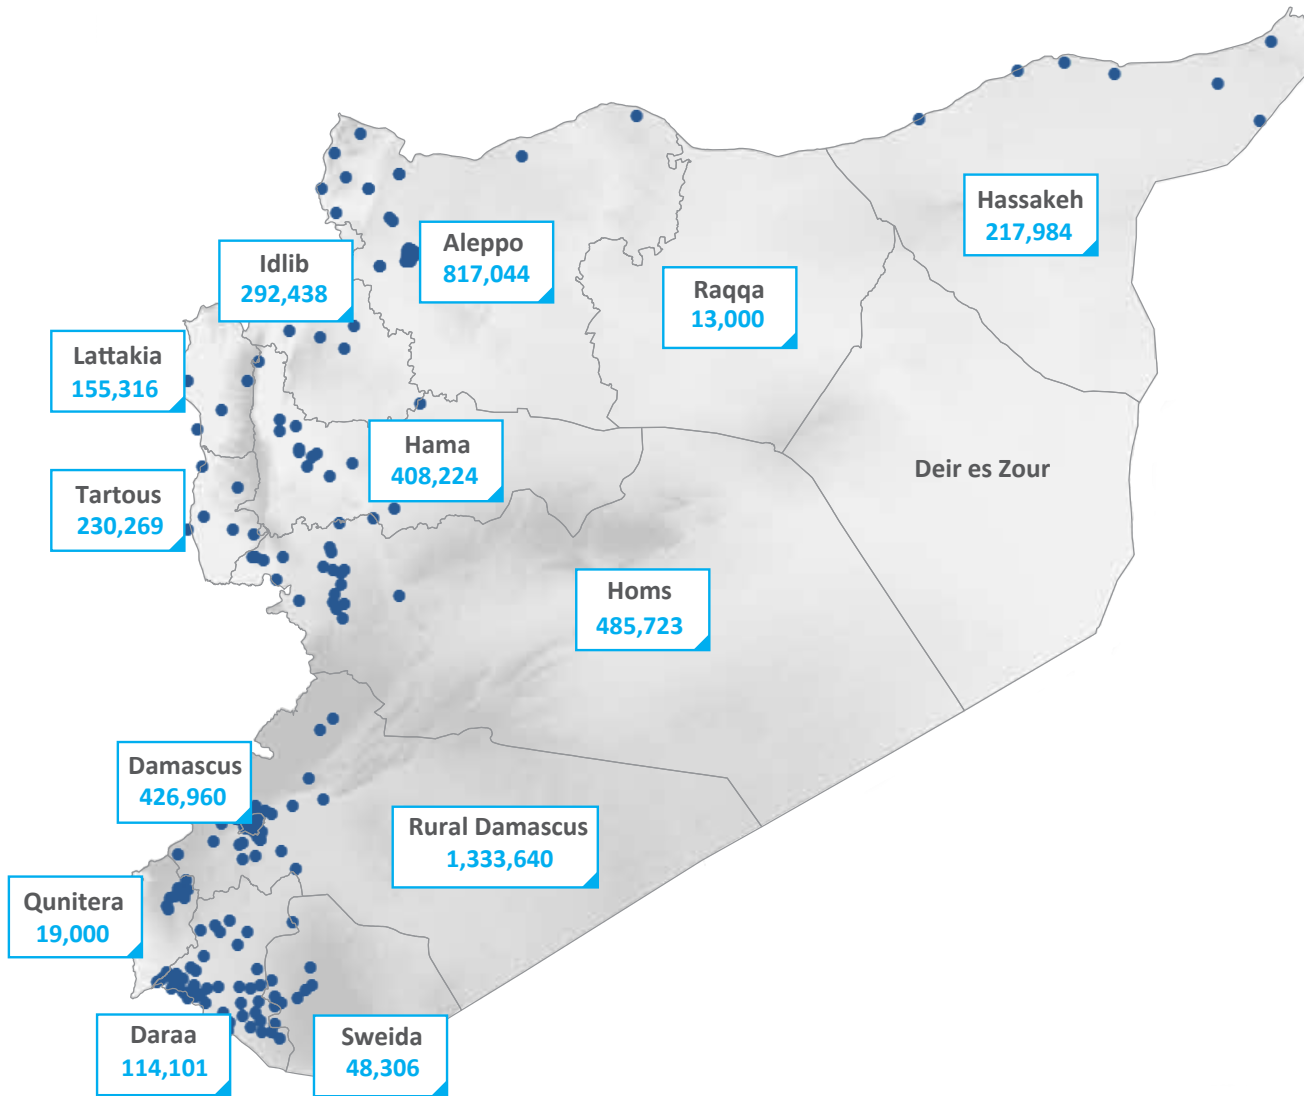 Hassakeh
217,984
Aleppo
817,044
Idlib
292,438
Raqqa
13,000
Lattakia
155,316
Hama
408,224
Deir es Zour
Tartous
230,269
Homs
485,723
Damascus
426,960
Rural Damascus
1,333,640
Qunitera
19,000
Daraa
114,101
Sweida
48,306